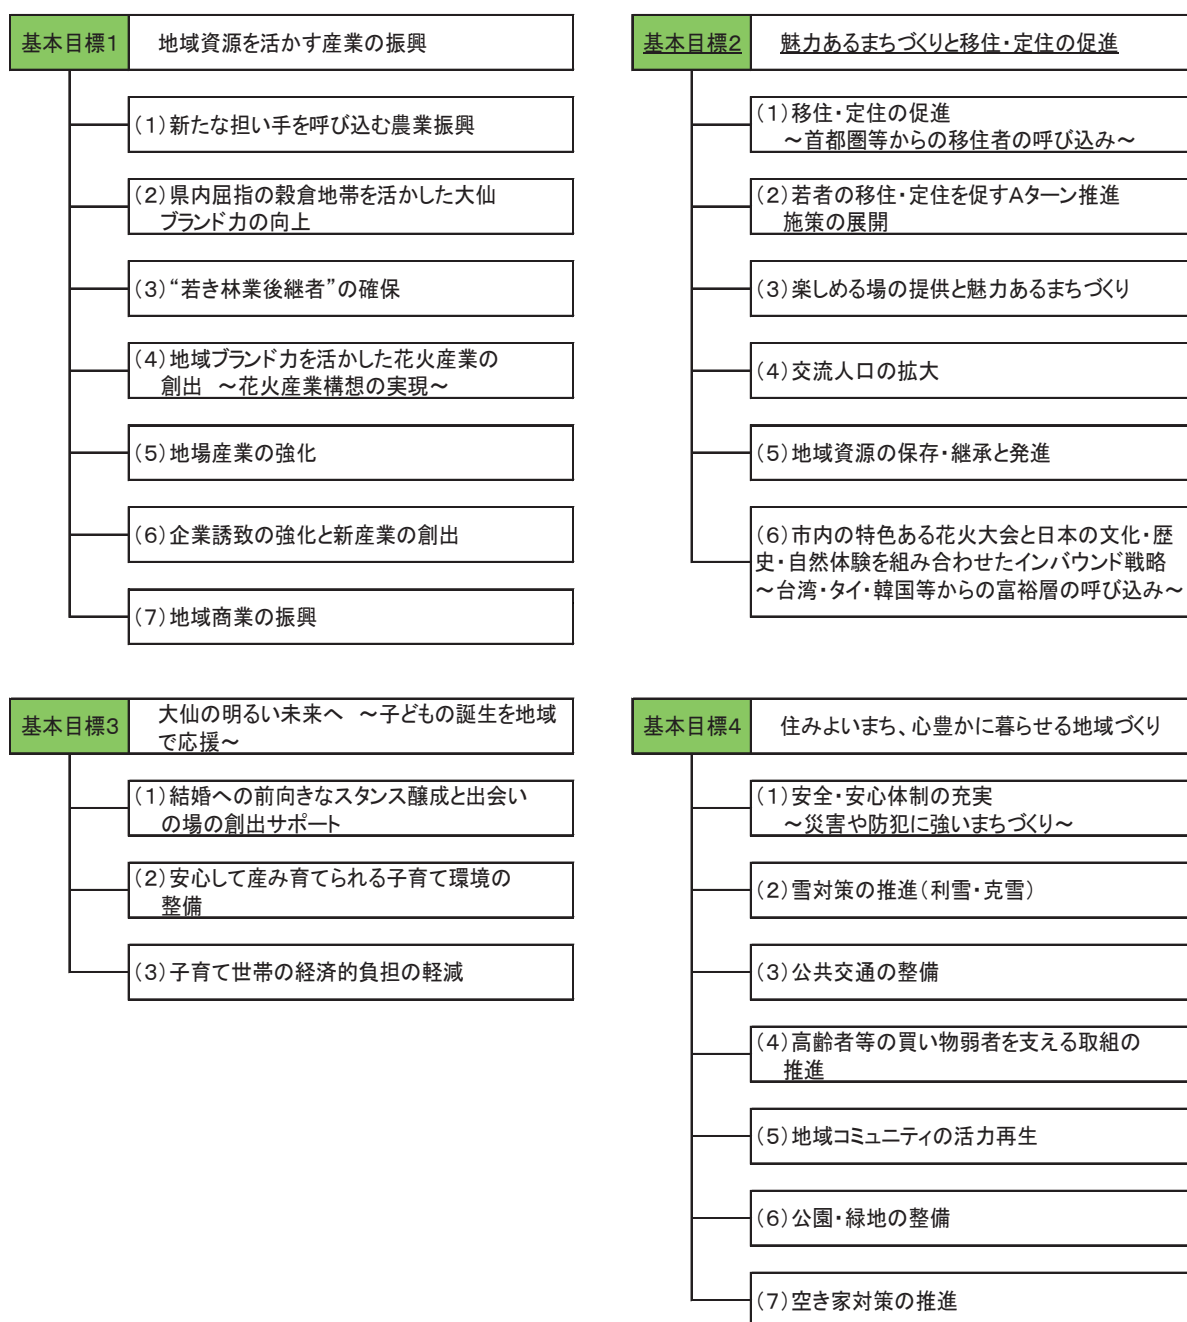 基本目標1　地域資源を活かす産業の振興
(1)新たな担い手を呼び込む農業振興
(2)県内屈指の穀倉地帯を活かした大仙
ブランド力の向上
(3)“若き林業後継者”の確保
(4)地域ブランド力を活かした花火産業の
創出　～花火産業構想の実現～
(5)地場産業の強化
(6)企業誘致の強化と新産業の創出
(7)地域商業の振興
基本目標2　魅力あるまちづくりと移住・定住の促進
(1)移住・定住の促進
～首都圏等からの移住者の呼び込み～
(2)若者の移住・定住を促すAターン推進
施策の展開
(3)楽しめる場の提供と魅力あるまちづくり
(4)交流人口の拡大
(5)地域資源の保存・継承と発進
(6)市内の特色ある花火大会と日本の文化・歴
史・自然体験を組み合わせたインバウンド戦略
～台湾・タイ・韓国等からの富裕層の呼び込み～
基本目標3　大仙の明るい未来へ　～子どもの誕生を地域
で応援～
(1)結婚への前向きなスタンス醸成と出会い
の場の創出サポート
(2)安心して産み育てられる子育て環境の
整備
(3)子育て世帯の経済的負担の軽減
基本目標4　住みよいまち、心豊かに暮らせる地域づくり
(1)安全・安心体制の充実
～災害や防犯に強いまちづくり～
(2)雪対策の推進(利雪・克雪)
(3)公共交通の整備
(4)高齢者等の買い物弱者を支える取組の
推進
(5)地域コミュニティの活力再生
(6)公園・緑地の整備
(7)空き家対策の推進